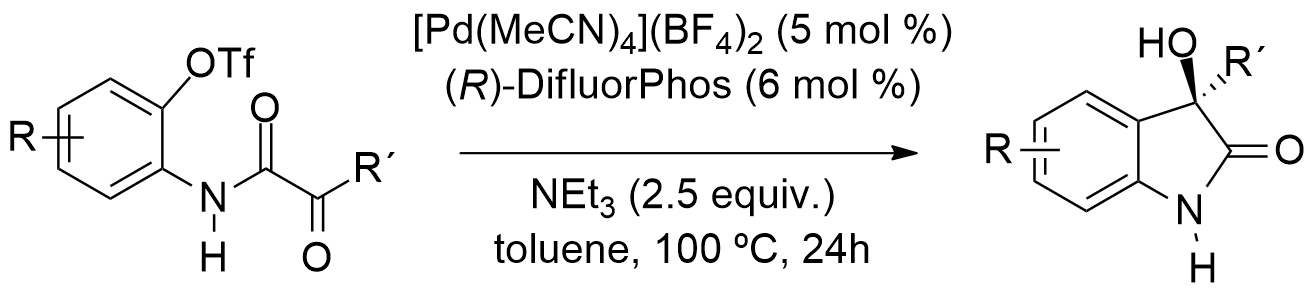 [Pd(MeCN)4](BF4)2 (5 mol %)
(R)-DifluorPhos (6 mol %)
NEt3 (2.5 equiv.)
toluene, 100 ºC, 24h
OTf
R
O
R´
N
H
O
HO
R´
R
O
N
H